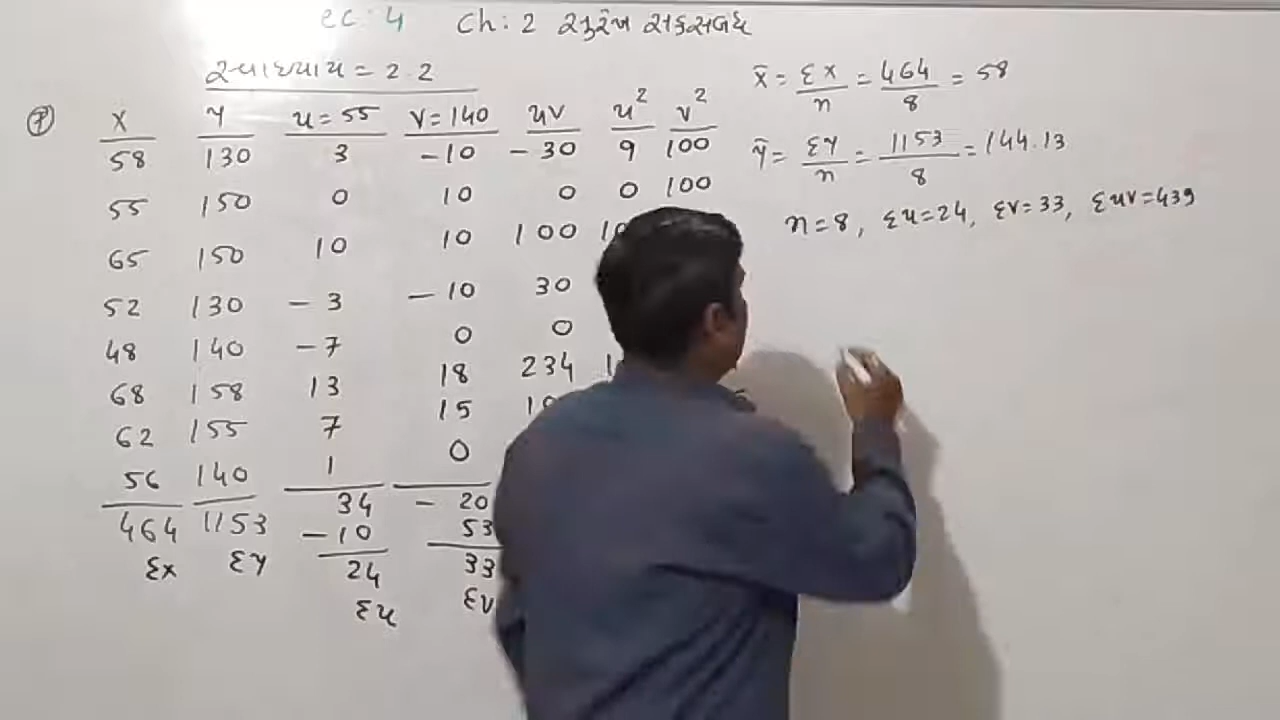 ec: 4 Ch: 2 સુરેખ સહસંબંધ
સ્વાધ્યાય = 2.2
7 x y u = 55 v = 140 uv u² v²
58 130 3 -10 -30 9 100
55 150 0 10 0 0 100
65 150 10 10 100 10
52 130 -3 -10 30
48 140 -7 0 0
68 158 13 18 234 1
62 155 7 15 10
56 140 1 0
464 1153 34 -20
Σx Σy -10 53
24 33
Σu Σv
x̄ = Σx/n = 464/8 = 58
ȳ = Σy/n = 1153/8 = 144.13
n = 8, Σu = 24, Σv = 33, Σuv = 439